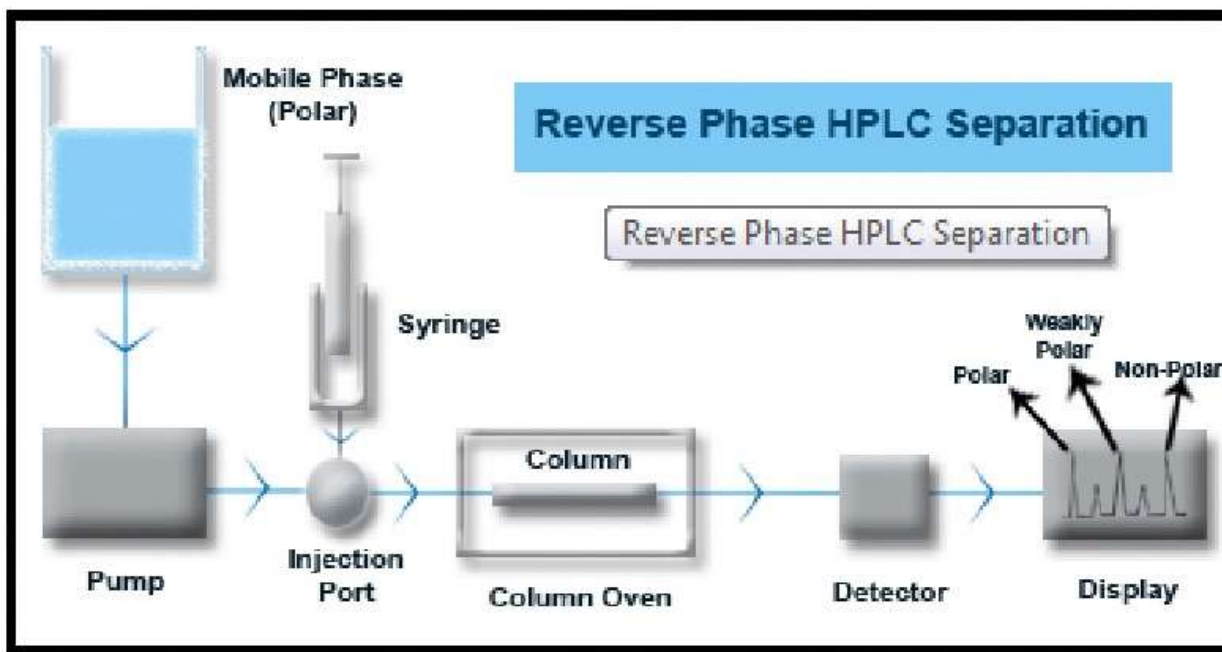 Mobile Phase
(Polar)
Reverse Phase HPLC Separation
Reverse Phase HPLC Separation
Syringe
Weakly
Polar
Polar
Non-Polar
Column
Pump
Injection
Port
Column Oven
Detector
Display